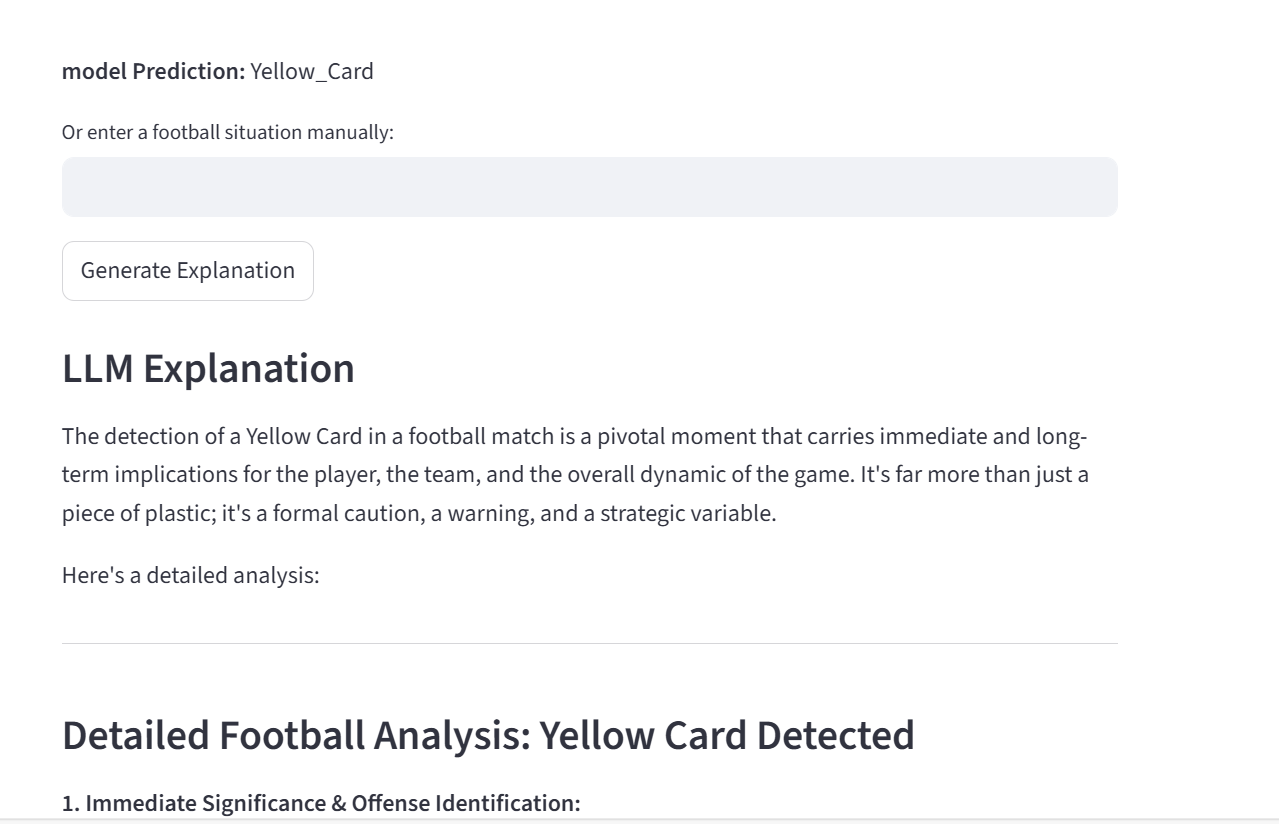 model Prediction: Yellow_Card
Or enter a football situation manually:
Generate Explanation
LLM Explanation
The detection of a Yellow Card in a football match is a pivotal moment that carries immediate and long-
term implications for the player, the team, and the overall dynamic of the game. It's far more than just a
piece of plastic; it's a formal caution, a warning, and a strategic variable.
Here's a detailed analysis:
Detailed Football Analysis: Yellow Card Detected
1. Immediate Significance & Offense Identification: